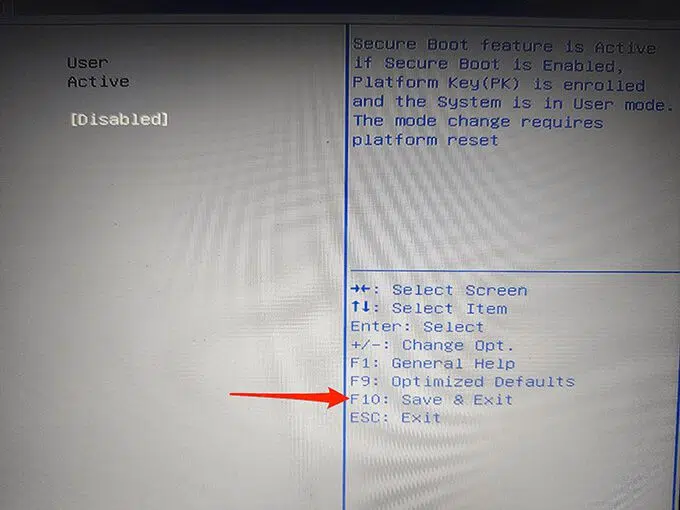 User
Active
[Disabled]
Secure Boot feature is Active
if Secure Boot is Enabled,
Platform Key(PK) is enrolled
and the System is in User mode.
The mode change requires
platform reset
→←: Select Screen
↑↓: Select Item
Enter: Select
+/-: Change Opt.
F1: General Help
F9: Optimized Defaults
F10: Save & Exit
ESC: Exit